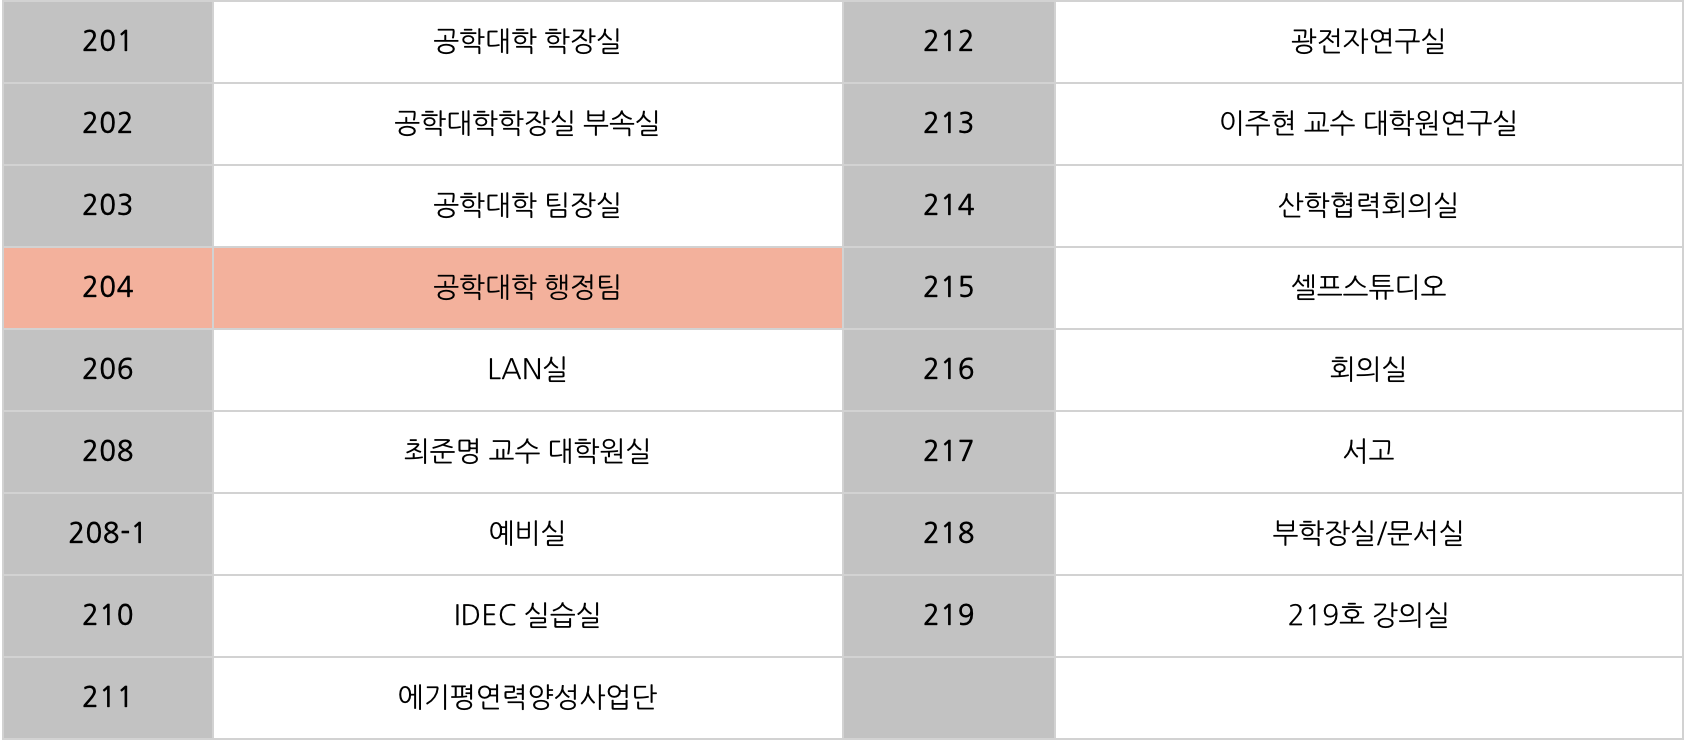 201 공학대학 학장실 212 광전자연구실
202 공학대학학장실 부속실 213 이주현 교수 대학원연구실
203 공학대학 팀장실 214 산학협력회의실
204 공학대학 행정팀 215 셀프스튜디오
206 LAN실 216 회의실
208 최준명 교수 대학원실 217 서고
208-1 예비실 218 부학장실/문서실
210 IDEC 실습실 219 219호 강의실
211 에기평연력양성사업단